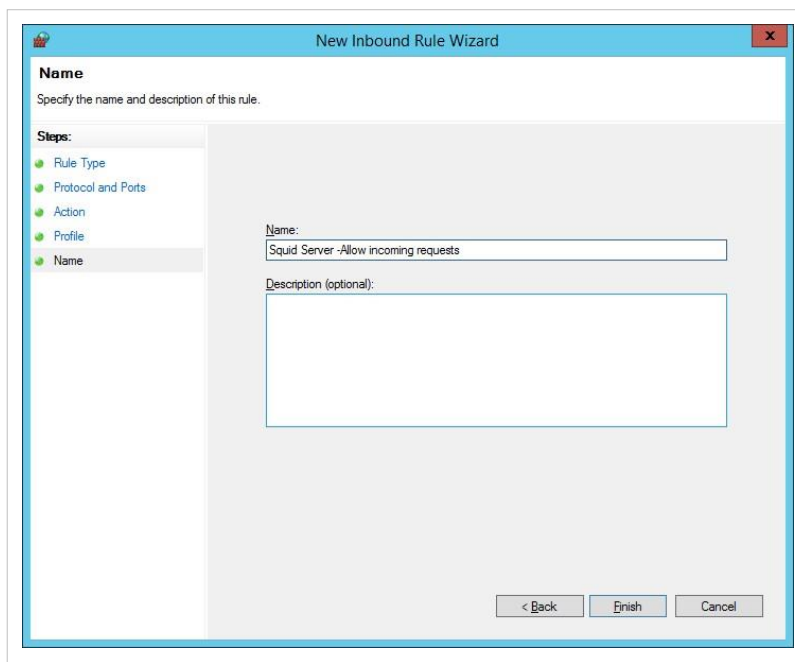 New Inbound Rule Wizard
x
Name
Specify the name and description of this rule.
Steps:
Rule Type
Protocol and Ports
Action
Profile
Name
Name:
Squid Server -Allow incoming requests
Description (optional):
< Back
Finish
Cancel